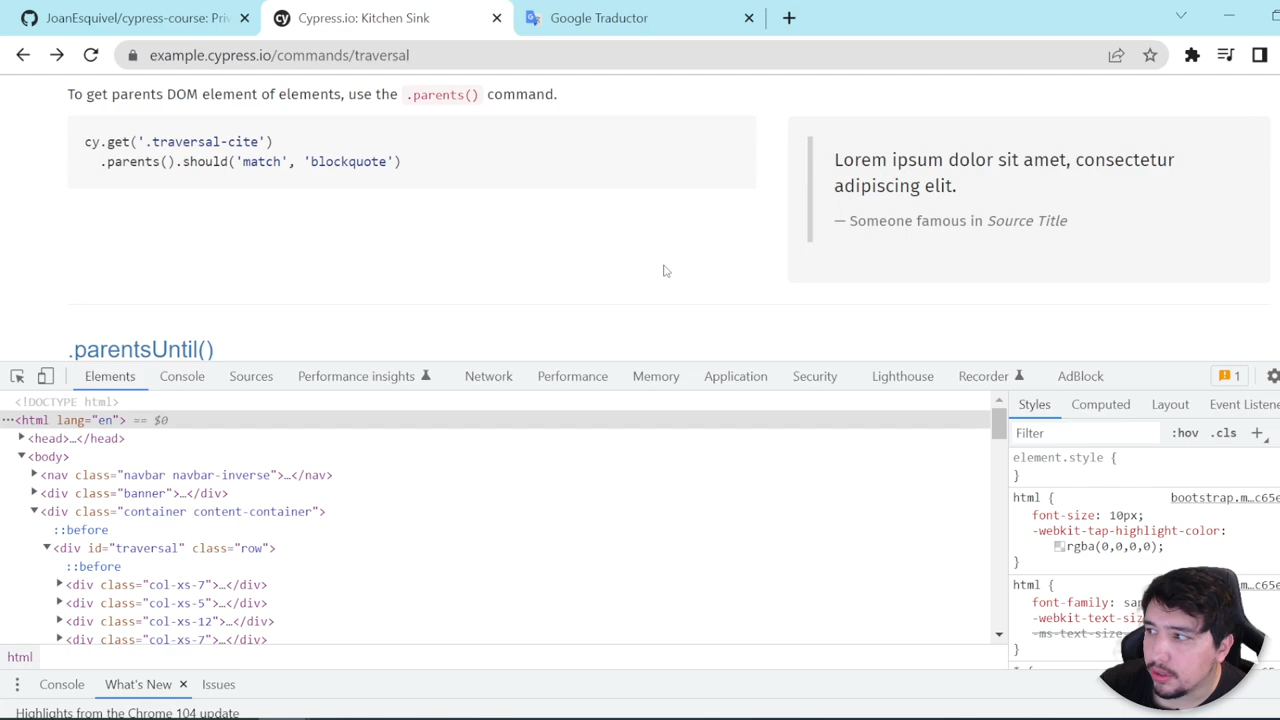 JoanEsquivel/cypress-course: Priv
Cypress.io: Kitchen Sink
Google Traductor
example.cypress.io/commands/traversal
To get parents DOM element of elements, use the .parents() command.
cy.get('.traversal-cite')
.parents().should('match', 'blockquote')
Lorem ipsum dolor sit amet, consectetur
adipiscing elit.
— Someone famous in Source Title
.parentsUntil()
Elements
Console
Sources
Performance insights
Network
Performance
Memory
Application
Security
Lighthouse
Recorder
AdBlock
1
<!DOCTYPE html>
⋯<html lang="en"> == $0
<head>…</head>
<body>
<nav class="navbar navbar-inverse">…</nav>
<div class="banner">…</div>
<div class="container content-container">
::before
<div id="traversal" class="row">
::before
<div class="col-xs-7">…</div>
<div class="col-xs-5">…</div>
<div class="col-xs-12">…</div>
<div class="col-xs-7">…</div>
html
Styles
Computed
Layout
Event Listene
Filter
:hov
.cls
element.style {
}
html {
bootstrap.m…c65e
font-size: 10px;
-webkit-tap-highlight-color:
rgba(0,0,0,0);
}
html {
m…c65e
font-family: san
-webkit-text-siz
-ms-text-size-
}
Console
What's New
Issues
Highlights from the Chrome 104 update